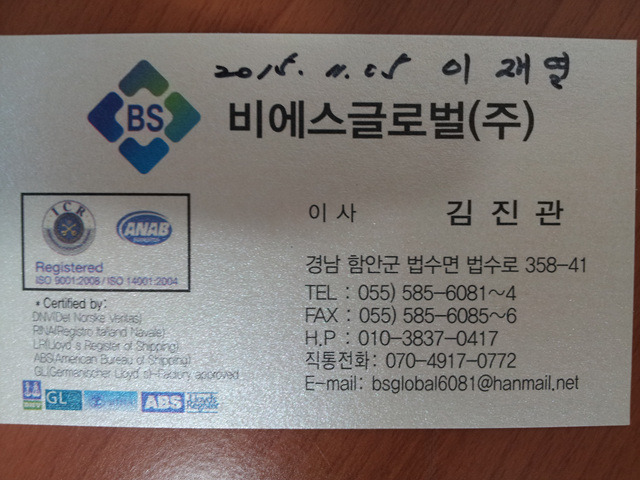 2015. 11. 05 이재열
BS
비에스글로벌(주)
이사 김진관
ICR
ANAB
Registered
ISO 9001:2008 / ISO 14001:2004
경남 함안군 법수면 법수로 358-41
TEL : 055) 585-6081~4
FAX : 055) 585-6085~6
H.P : 010-3837-0417
직통전화: 070-4917-0772
E-mail: bsglobal6081@hanmail.net
* Certified by:
DNV(Det Norske Veritas)
RINA(Registro Italiand Navale)
LR(Lloyd's Register of Shipping)
ABS(American Bureau of Shipping)
GL(Germanischer Lloyd s)-Factory approved
GL
ABS
Lloyd's
Register